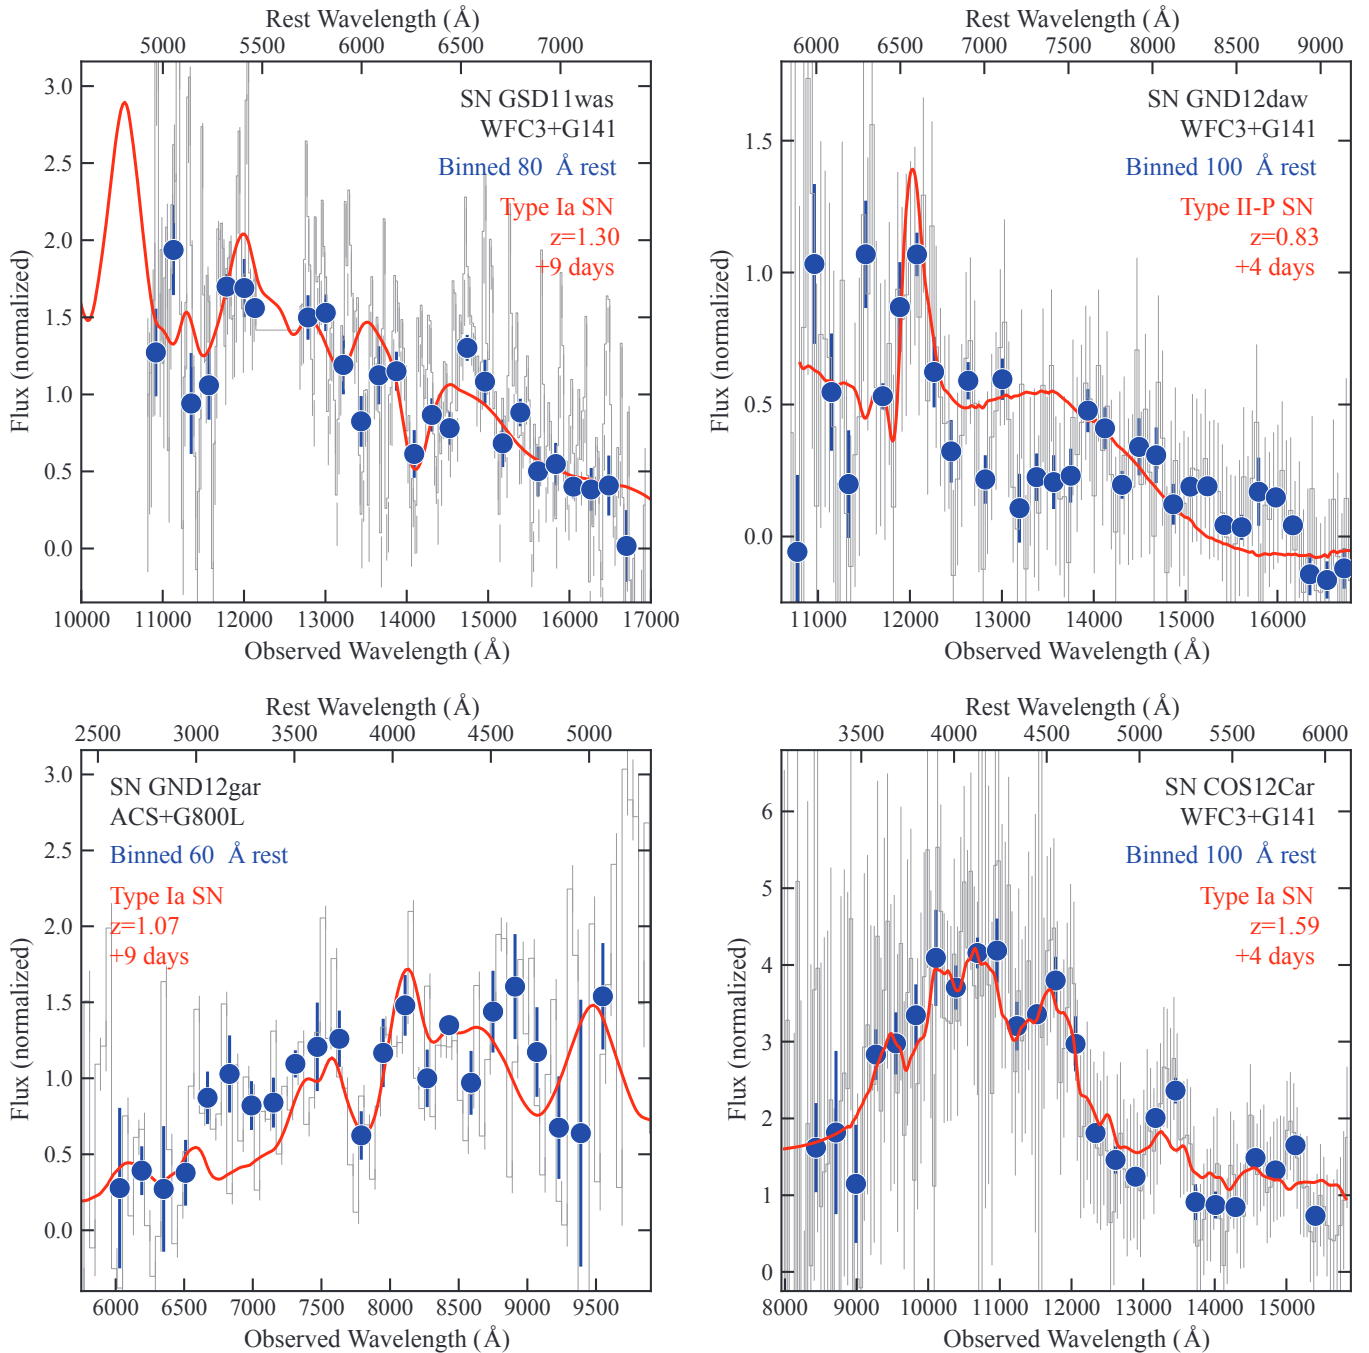 Rest Wavelength (Å)
5000 5500 6000 6500 7000
3.0
2.5
2.0
1.5
1.0
0.5
0.0
Flux (normalized)
SN GSD11was
WFC3+G141
Binned 80 Å rest
Type Ia SN
z=1.30
+9 days
10000 11000 12000 13000 14000 15000 16000 17000
Observed Wavelength (Å)
Rest Wavelength (Å)
6000 6500 7000 7500 8000 8500 9000
1.5
1.0
0.5
0.0
Flux (normalized)
SN GND12daw
WFC3+G141
Binned 100 Å rest
Type II-P SN
z=0.83
+4 days
11000 12000 13000 14000 15000 16000
Observed Wavelength (Å)
Rest Wavelength (Å)
2500 3000 3500 4000 4500 5000
3.0
2.5
2.0
1.5
1.0
0.5
0.0
Flux (normalized)
SN GND12gar
ACS+G800L
Binned 60 Å rest
Type Ia SN
z=1.07
+9 days
6000 6500 7000 7500 8000 8500 9000 9500
Observed Wavelength (Å)
Rest Wavelength (Å)
3500 4000 4500 5000 5500 6000
6
5
4
3
2
1
0
Flux (normalized)
SN COS12Car
WFC3+G141
Binned 100 Å rest
Type Ia SN
z=1.59
+4 days
8000 9000 10000 11000 12000 13000 14000 15000
Observed Wavelength (Å)